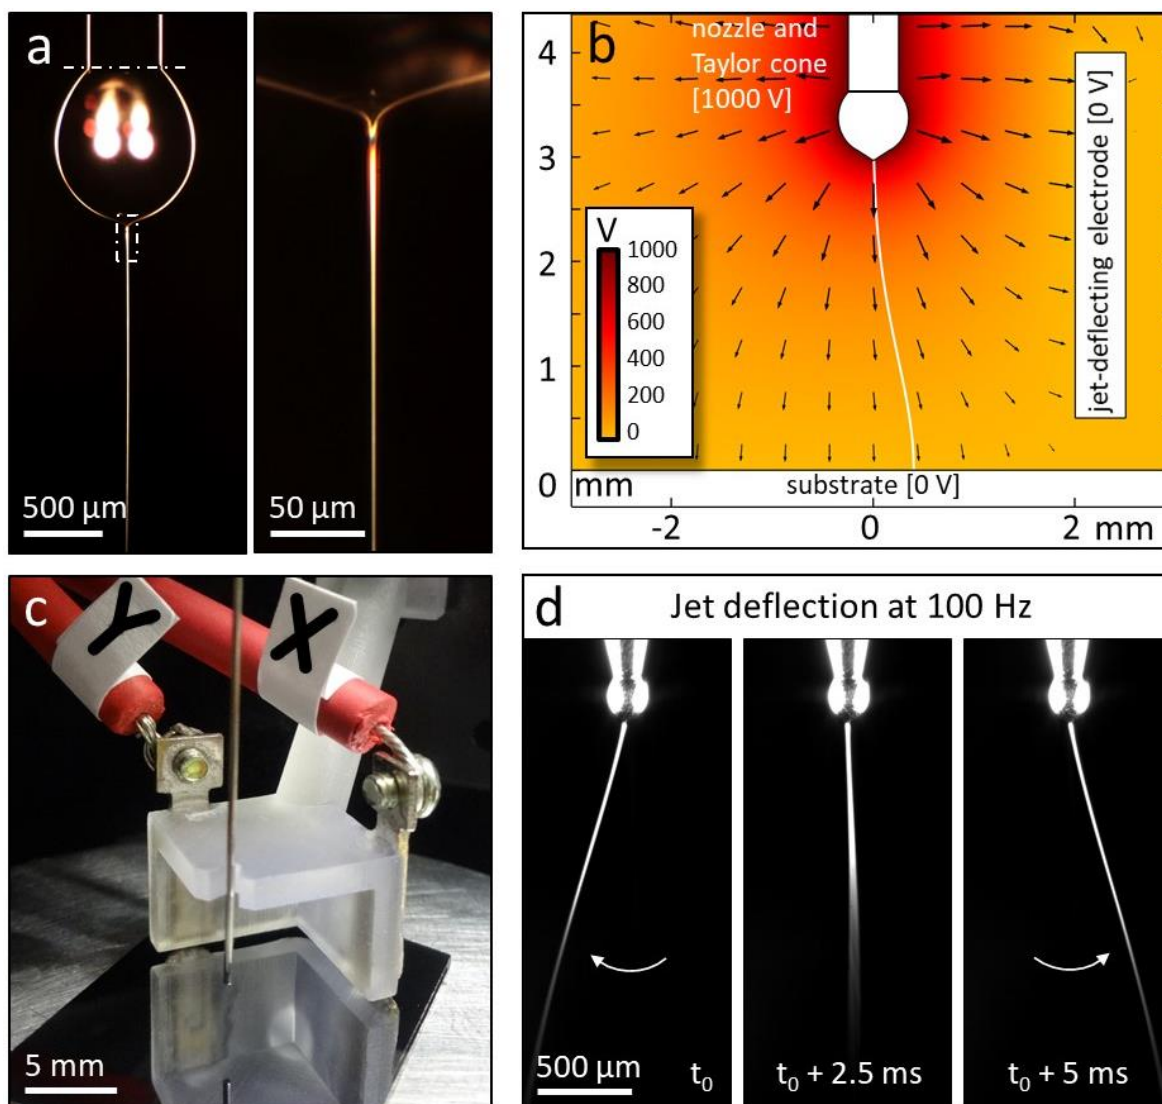 a
500 µm
50 µm
b
nozzle and
Taylor cone
[1000 V]
jet-deflecting electrode [0 V]
V
1000
800
600
400
200
0
4
3
2
1
0 mm
substrate [0 V]
-2
0
2 mm
c
Y
X
5 mm
d
Jet deflection at 100 Hz
500 µm
t₀
t₀ + 2.5 ms
t₀ + 5 ms